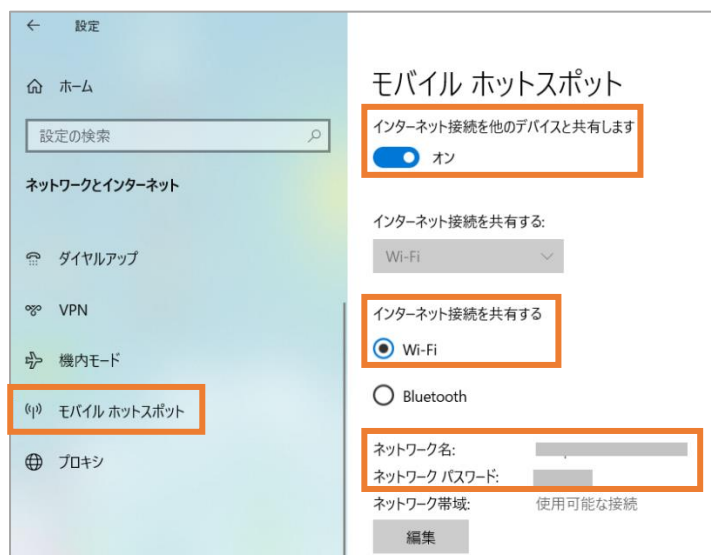 設定
ホーム
設定の検索
ネットワークとインターネット
ダイヤルアップ
VPN
機内モード
モバイル ホットスポット
プロキシ
モバイル ホットスポット
インターネット接続を他のデバイスと共有します
オン
インターネット接続を共有する:
Wi-Fi
インターネット接続を共有する
Wi-Fi
Bluetooth
ネットワーク名:
ネットワーク パスワード:
ネットワーク帯域: 使用可能な接続
編集